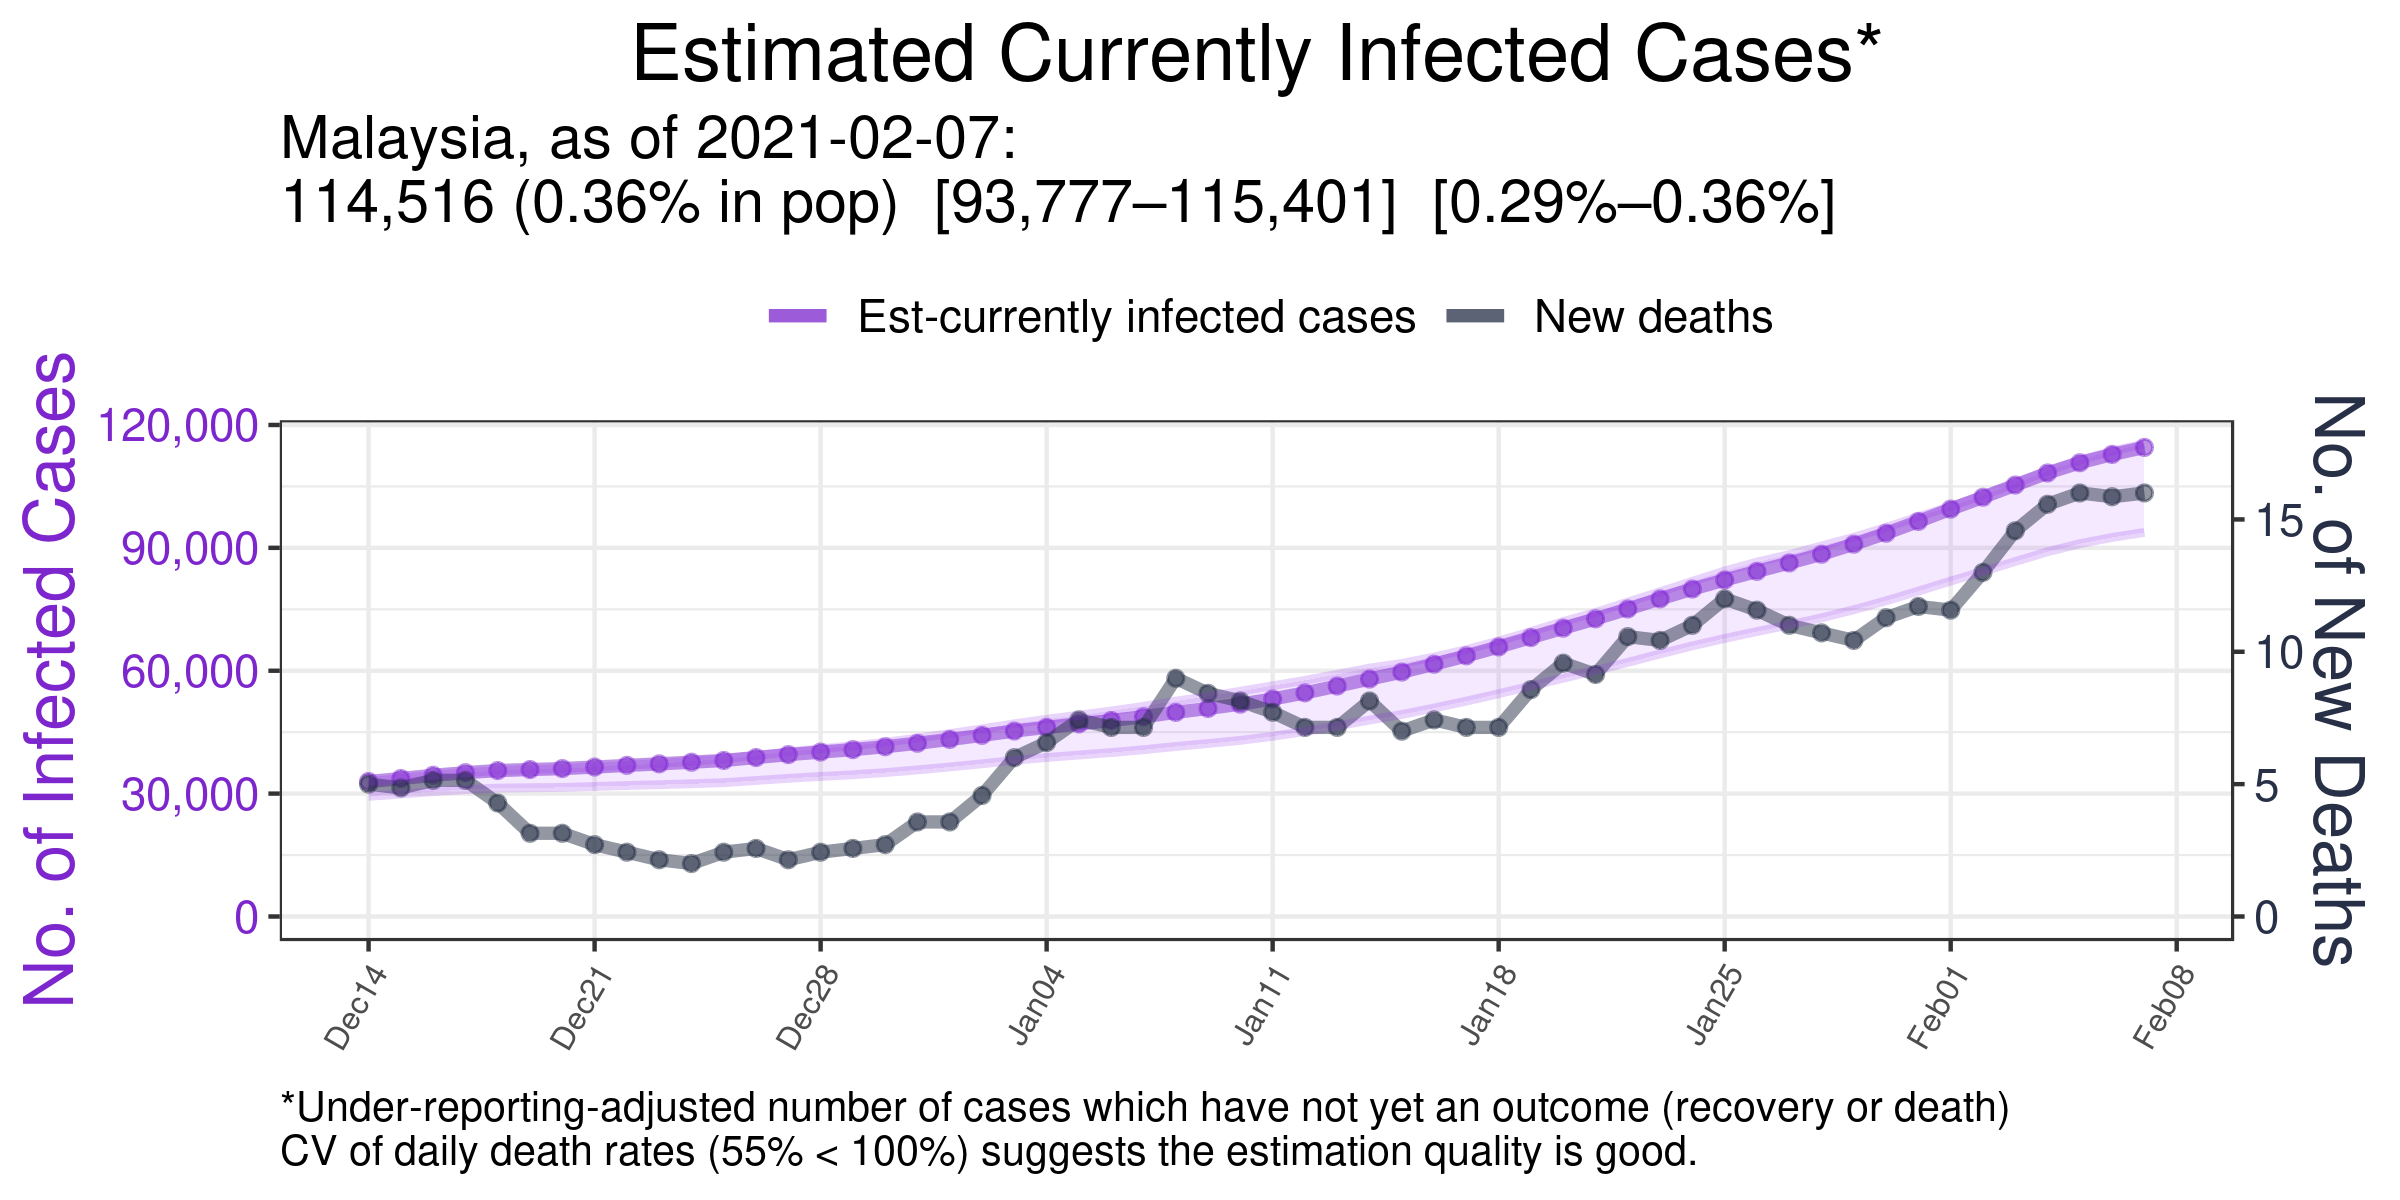 Estimated Currently Infected Cases*
Malaysia, as of 2021-02-07:
114,516 (0.36% in pop)  [93,777–115,401]  [0.29%–0.36%]
Est-currently infected cases
New deaths
No. of Infected Cases
120,000
90,000
60,000
30,000
0
15
10
5
0
No. of New Deaths
Dec14
Dec21
Dec28
Jan04
Jan11
Jan18
Jan25
Feb01
Feb08
*Under-reporting-adjusted number of cases which have not yet an outcome (recovery or death)
CV of daily death rates (55% < 100%) suggests the estimation quality is good.